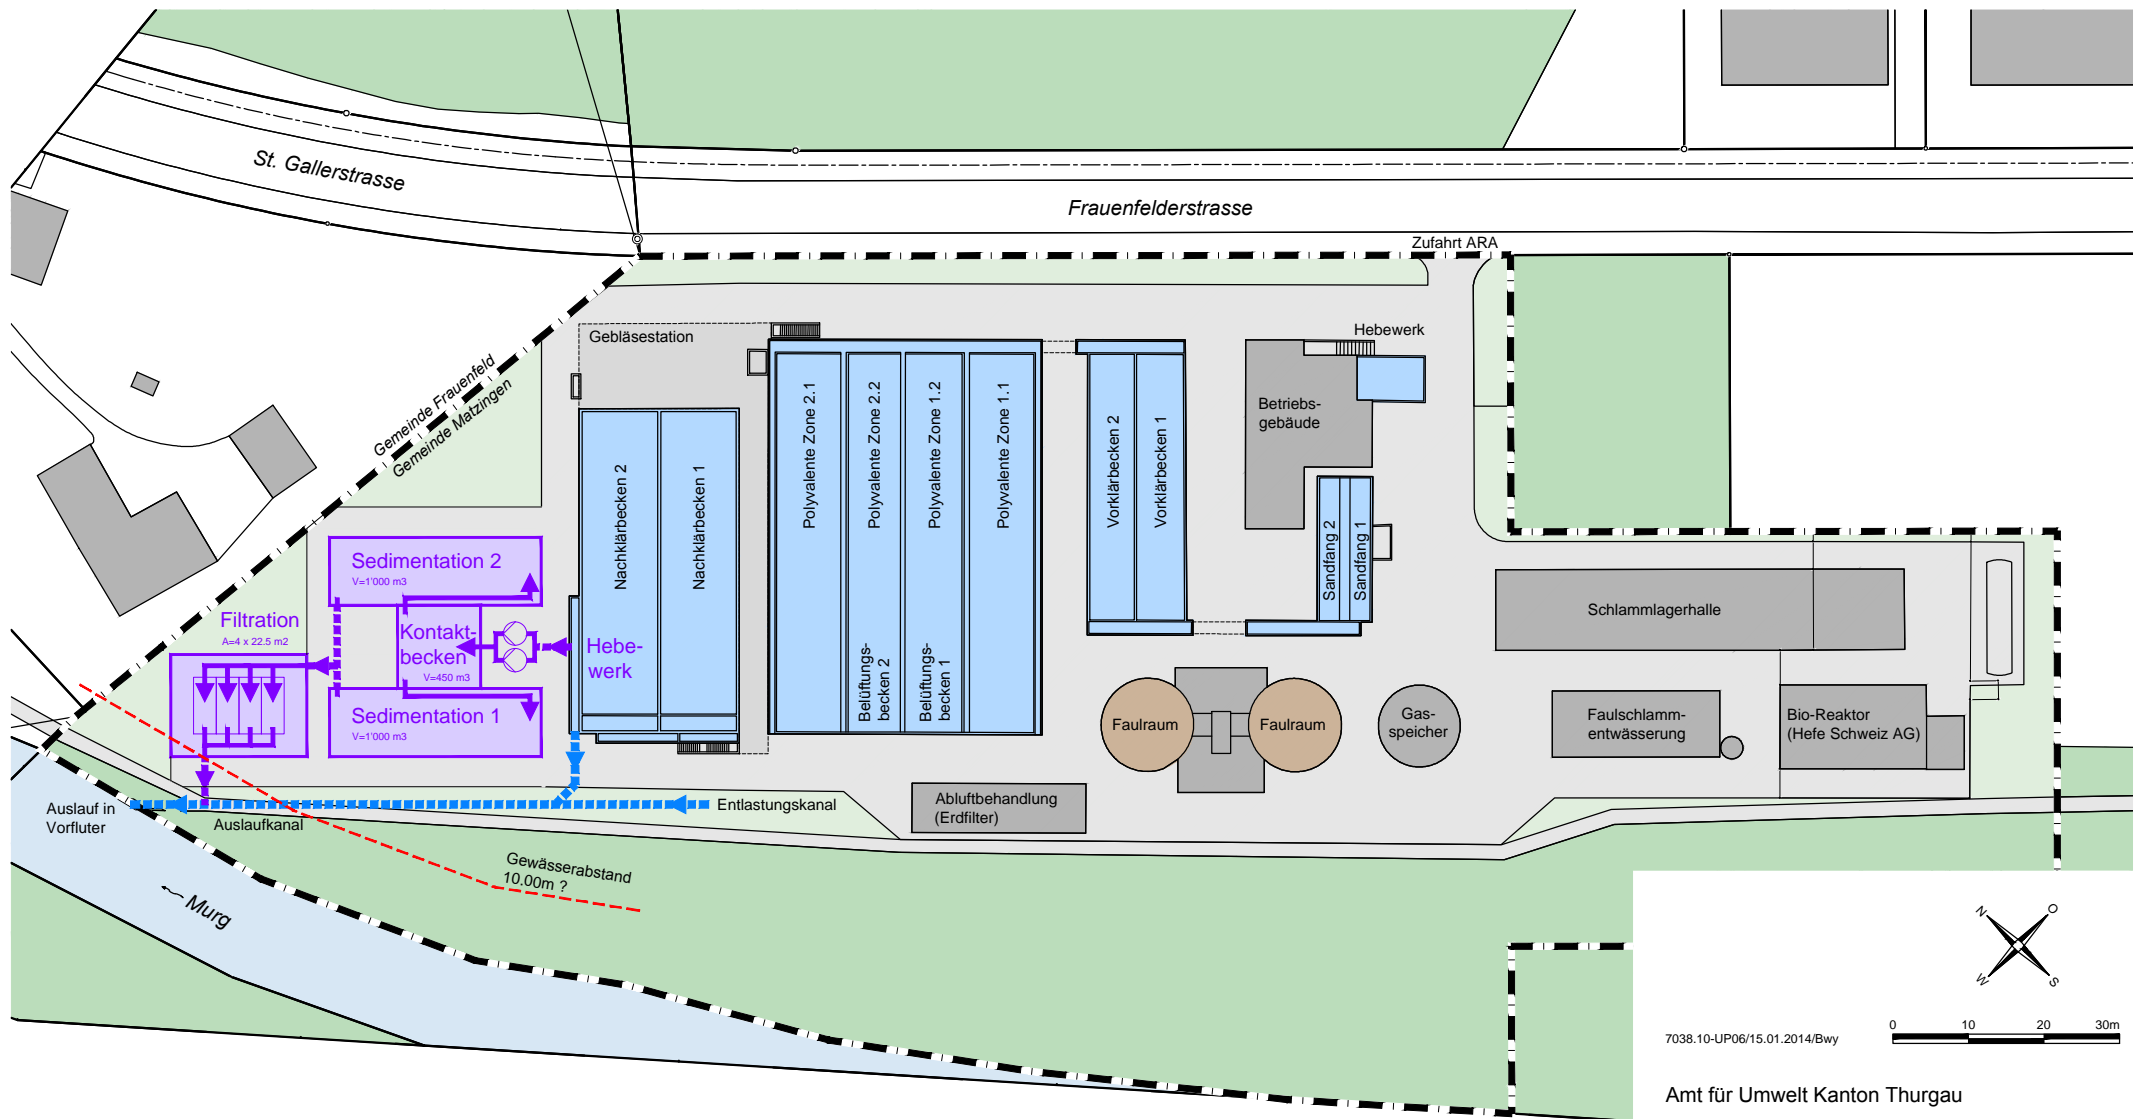 St. Gallerstrasse
Frauenfelderstrasse
Zufahrt ARA
Gebläsestation
Hebewerk
Gemeinde Frauenfeld
Gemeinde Matzingen
Nachklärbecken 2
Nachklärbecken 1
Polyvalente Zone 2.1
Polyvalente Zone 2.2
Polyvalente Zone 1.2
Polyvalente Zone 1.1
Belüftungs-
becken 2
Belüftungs-
becken 1
Vorklärbecken 2
Vorklärbecken 1
Betriebs-
gebäude
Sandfang 2
Sandfang 1
Sedimentation 2
V=1'000 m3
Filtration
A=4 x 22.5 m2
Kontakt-
becken
V=450 m3
Hebe-
werk
Sedimentation 1
V=1'000 m3
Schlammlagerhalle
Faulraum
Faulraum
Gas-
speicher
Faulschlamm-
entwässerung
Bio-Reaktor
(Hefe Schweiz AG)
Abluftbehandlung
(Erdfilter)
Entlastungskanal
Auslauf in
Vorfluter
Auslaufkanal
Gewässerabstand
10.00m ?
Murg
N
O
W
S
0 10 20 30m
7038.10-UP06/15.01.2014/Bwy
Amt für Umwelt Kanton Thurgau